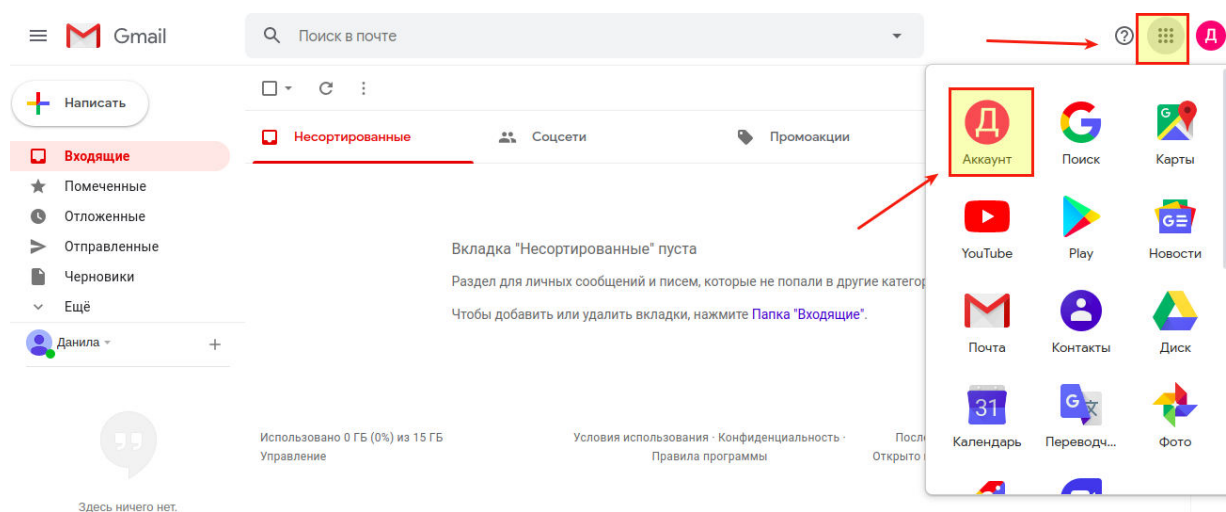 Gmail
Поиск в почте
Д
Написать
Входящие
Помеченные
Отложенные
Отправленные
Черновики
Ещё
Данила
Здесь ничего нет.
Несортированные
Соцсети
Промоакции
Вкладка "Несортированные" пуста
Раздел для личных сообщений и писем, которые не попали в другие
Чтобы добавить или удалить вкладки, нажмите Папка "Входящие".
Использовано 0 ГБ (0%) из 15 ГБ
Управление
Условия использования · Конфиденциальность ·
Правила программы
Открыто
Д
Аккаунт
Поиск
G
Карты
YouTube
Play
GE
Новости
Почта
Контакты
Диск
31
Календарь
G 文
Переводч...
Фото